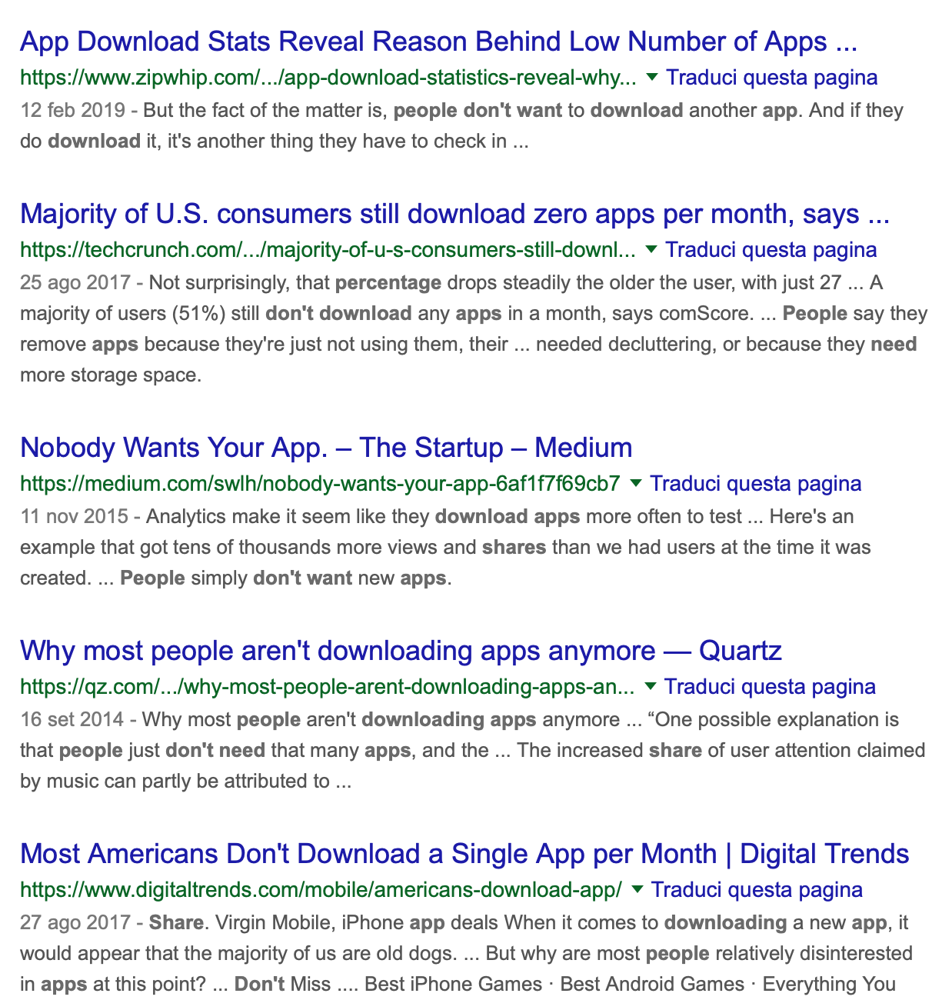 App Download Stats Reveal Reason Behind Low Number of Apps ...
https://www.zipwhip.com/.../app-download-statistics-reveal-why... ▼ Traduci questa pagina
12 feb 2019 - But the fact of the matter is, people don't want to download another app. And if they
do download it, it's another thing they have to check in ...
Majority of U.S. consumers still download zero apps per month, says ...
https://techcrunch.com/.../majority-of-u-s-consumers-still-downl... ▼ Traduci questa pagina
25 ago 2017 - Not surprisingly, that percentage drops steadily the older the user, with just 27 ... A
majority of users (51%) still don't download any apps in a month, says comScore. ... People say they
remove apps because they're just not using them, their ... needed decluttering, or because they need
more storage space.
Nobody Wants Your App. – The Startup – Medium
https://medium.com/swlh/nobody-wants-your-app-6af1f7f69cb7 ▼ Traduci questa pagina
11 nov 2015 - Analytics make it seem like they download apps more often to test ... Here's an
example that got tens of thousands more views and shares than we had users at the time it was
created. ... People simply don't want new apps.
Why most people aren't downloading apps anymore — Quartz
https://qz.com/.../why-most-people-arent-downloading-apps-an... ▼ Traduci questa pagina
16 set 2014 - Why most people aren't downloading apps anymore ... “One possible explanation is
that people just don't need that many apps, and the ... The increased share of user attention claimed
by music can partly be attributed to ...
Most Americans Don't Download a Single App per Month | Digital Trends
https://www.digitaltrends.com/mobile/americans-download-app/ ▼ Traduci questa pagina
27 ago 2017 - Share. Virgin Mobile, iPhone app deals When it comes to downloading a new app, it
would appear that the majority of us are old dogs. ... But why are most people relatively disinterested
in apps at this point? ... Don't Miss .... Best iPhone Games · Best Android Games · Everything You